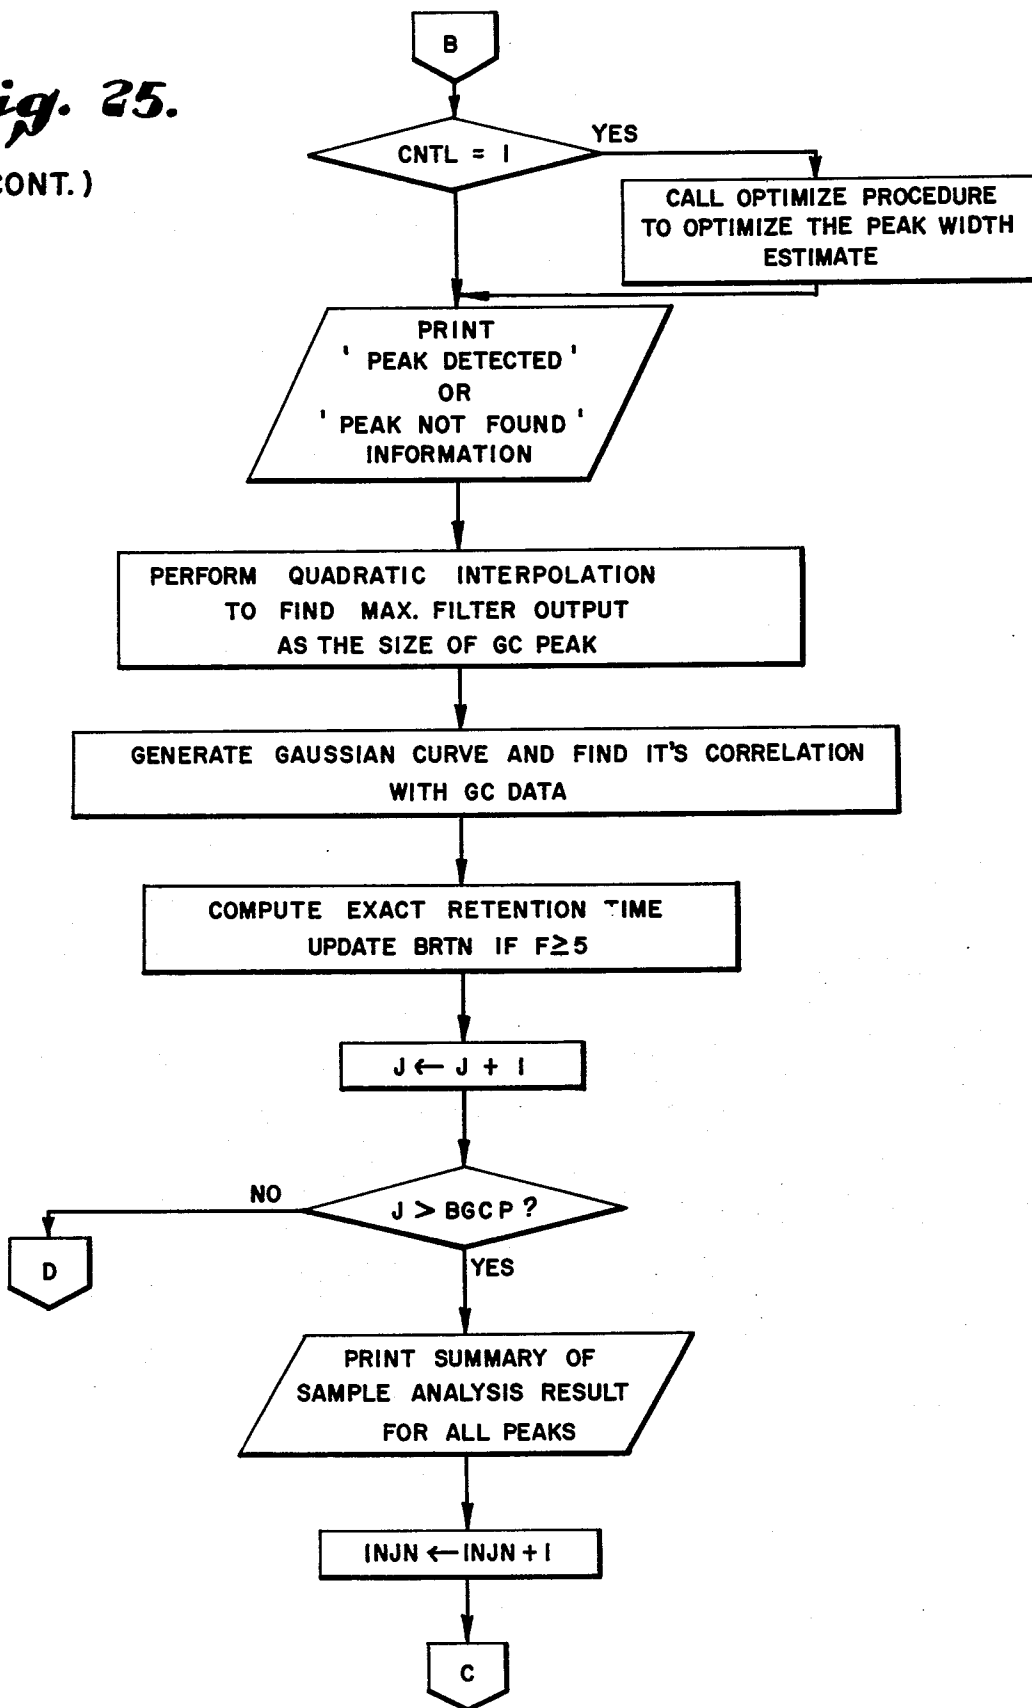 B
ig. 25.
CONT.)
CNTL = 1
YES
CALL OPTIMIZE PROCEDURE
TO OPTIMIZE THE PEAK WIDTH
ESTIMATE
PRINT
' PEAK DETECTED '
OR
' PEAK NOT FOUND '
INFORMATION
PERFORM QUADRATIC INTERPOLATION
TO FIND MAX. FILTER OUTPUT
AS THE SIZE OF GC PEAK
GENERATE GAUSSIAN CURVE AND FIND IT'S CORRELATION
WITH GC DATA
COMPUTE EXACT RETENTION TIME
UPDATE BRTN IF F≥5
J ← J + 1
NO
J > BGCP ?
D
YES
PRINT SUMMARY OF
SAMPLE ANALYSIS RESULT
FOR ALL PEAKS
INJN ← INJN + 1
C